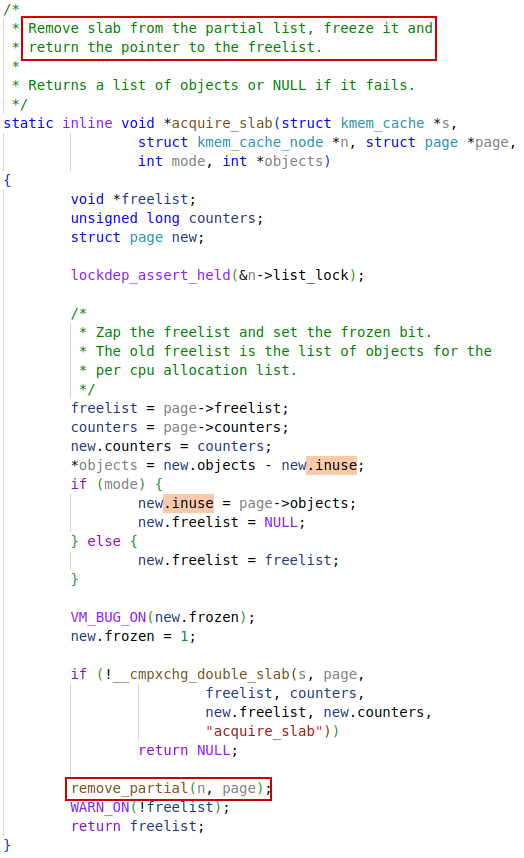 /*
 * Remove slab from the partial list, freeze it and
 * return the pointer to the freelist.
 *
 * Returns a list of objects or NULL if it fails.
 */
static inline void *acquire_slab(struct kmem_cache *s,
                struct kmem_cache_node *n, struct page *page,
                int mode, int *objects)
{
        void *freelist;
        unsigned long counters;
        struct page new;

        lockdep_assert_held(&n->list_lock);

        /*
         * Zap the freelist and set the frozen bit.
         * The old freelist is the list of objects for the
         * per cpu allocation list.
         */
        freelist = page->freelist;
        counters = page->counters;
        new.counters = counters;
        *objects = new.objects - new.inuse;
        if (mode) {
                new.inuse = page->objects;
                new.freelist = NULL;
        } else {
                new.freelist = freelist;
        }

        VM_BUG_ON(new.frozen);
        new.frozen = 1;

        if (!__cmpxchg_double_slab(s, page,
                        freelist, counters,
                        new.freelist, new.counters,
                        "acquire_slab"))
                return NULL;

        remove_partial(n, page);
        WARN_ON(!freelist);
        return freelist;
}